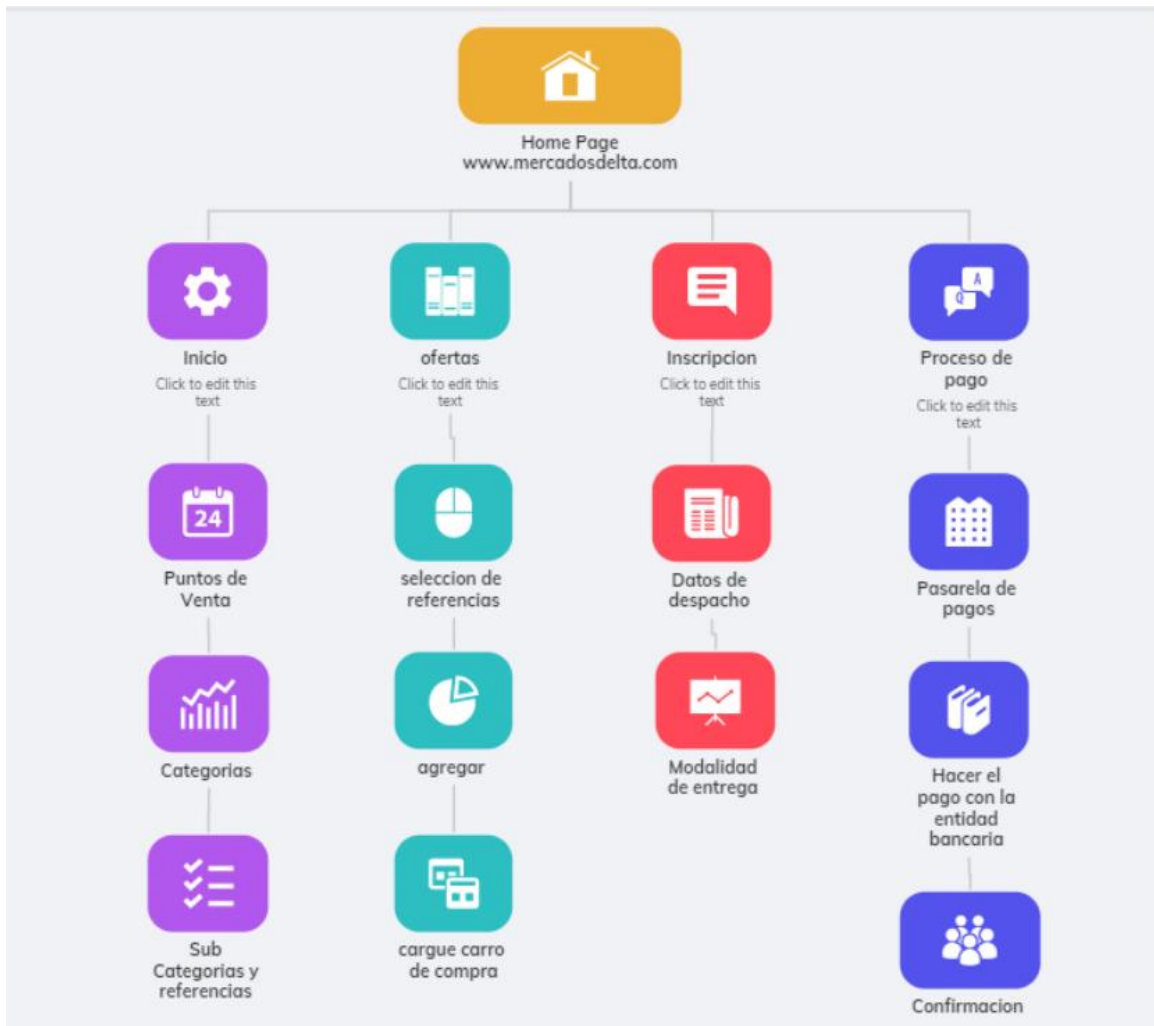 Home Page
www.mercadosdelta.com
Inicio
Click to edit this
text
ofertas
Click to edit this
text
Inscripcion
Click to edit this
text
Proceso de
pago
Click to edit this
text
24
Puntos de
Venta
seleccion de
referencias
Datos de
despacho
Pasarela de
pagos
Categorias
agregar
Modalidad
de entrega
Hacer el
pago con la
entidad
bancaria
Sub
Categorias y
referencias
cargue carro
de compra
Confirmacion
A
Q